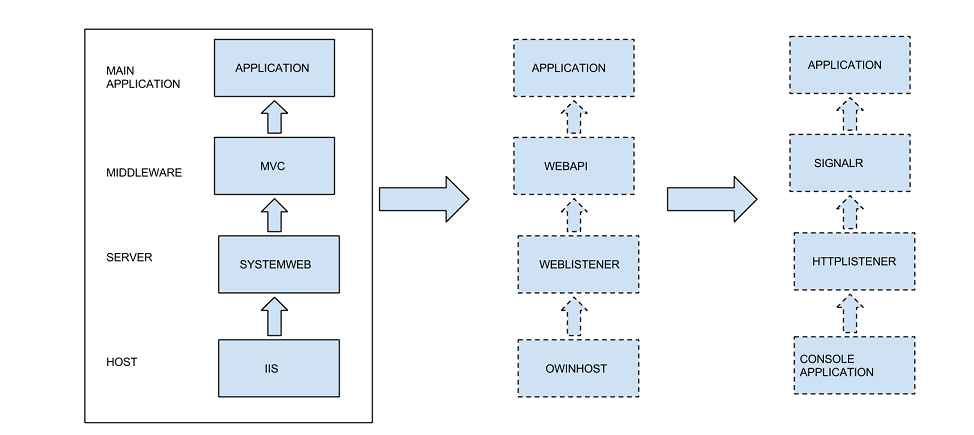 MAIN
APPLICATION
APPLICATION
MIDDLEWARE
MVC
SERVER
SYSTEMWEB
HOST
IIS
APPLICATION
WEBAPI
WEBLISTENER
OWINHOST
APPLICATION
SIGNALR
HTTPLISTENER
CONSOLE
APPLICATION